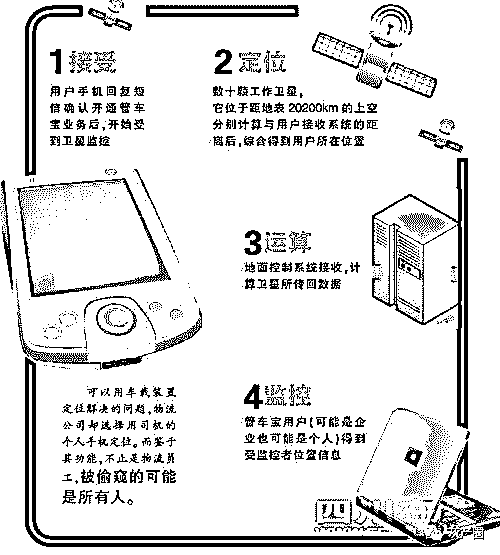 1 接受
用户手机回复短
信确认开通管车
宝业务后,开始受
到卫星监控
2 定位
数十颗工作卫星,
它位于距地表 20200km 的上空
分别计算与用户接收系统的距
离后,综合得到用户所在位置
3 运算
地面控制系统接收,计
算卫星所传回数据
可以用车载装置
定位解决的问题,物流
公司却选择用司机的
个人手机定位。而鉴于
其功能,不止是物流员
工,被偷窥的可能
是所有人。
4 监控
管车宝用户(可能是企
业也可能是个人)得到
受监控者位置信息